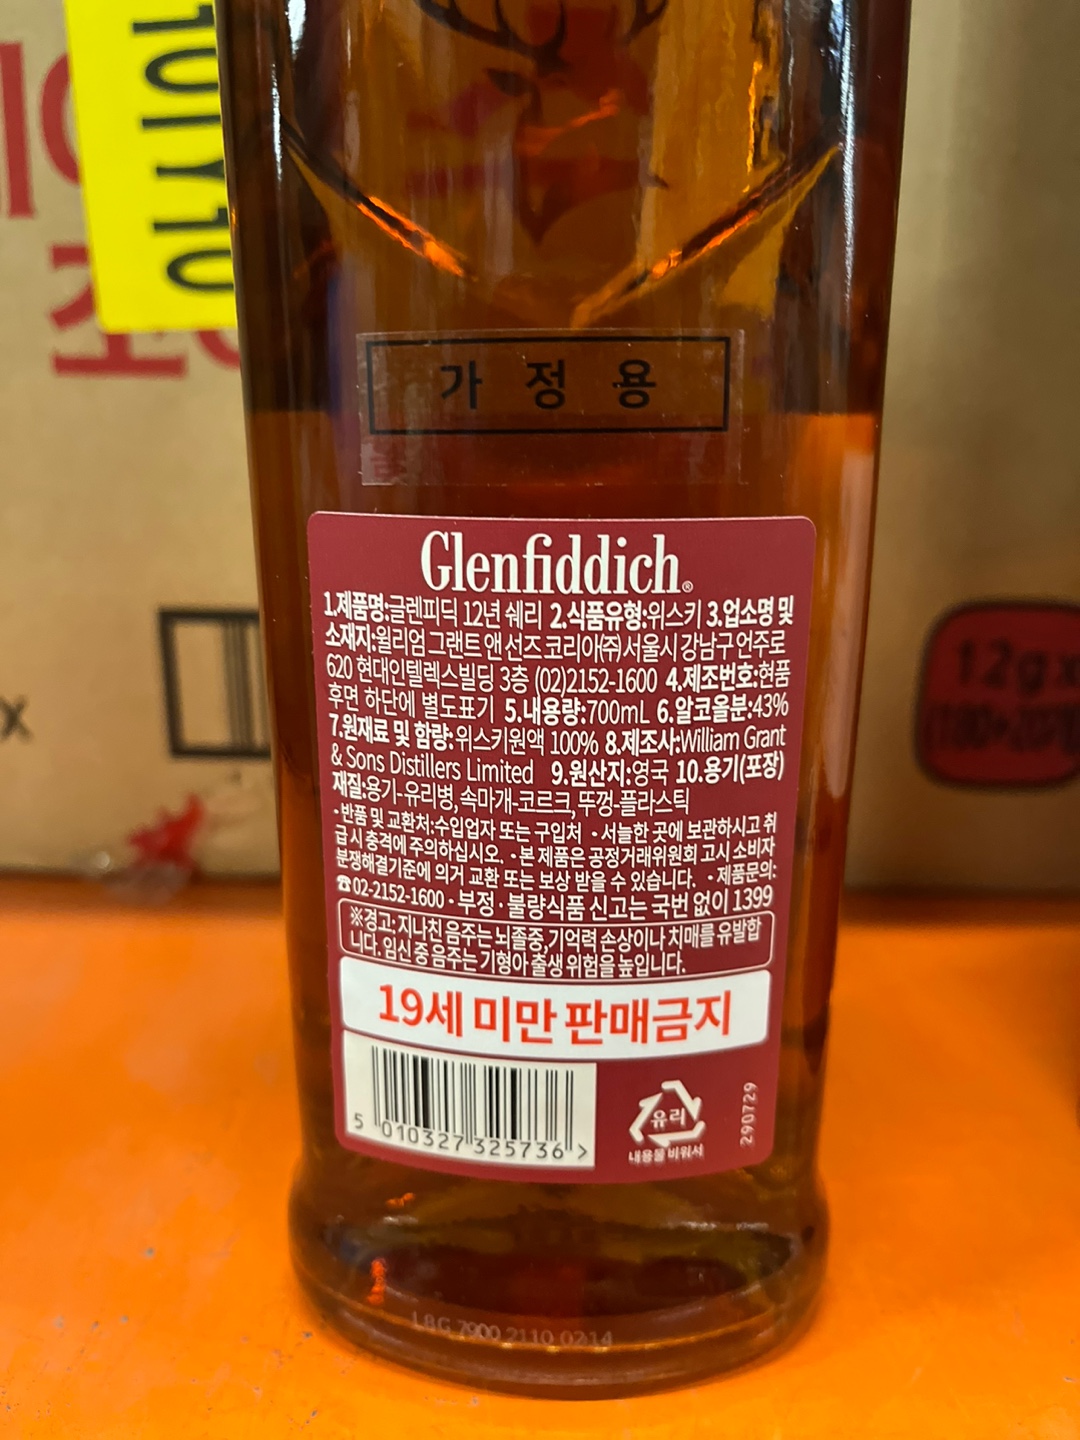 101Y10
가 정 용
Glenfiddich®
1.제품명:글렌피딕 12년 쉐리 2.식품유형:위스키 3.업소명 및
소재지:윌리엄 그랜트 앤 선즈 코리아㈜ 서울시 강남구 언주로
620 현대인텔렉스빌딩 3층 (02)2152-1600 4.제조번호:현품
후면 하단에 별도표기 5.내용량:700mL 6.알코올분:43%
7.원재료 및 함량:위스키원액 100% 8.제조사:William Grant
& Sons Distillers Limited 9.원산지:영국 10.용기(포장)
재질:용기-유리병, 속마개-코르크, 뚜껑-플라스틱
·반품 및 교환처:수입업자 또는 구입처 ·서늘한 곳에 보관하시고 취
급 시 충격에 주의하십시오. ·본 제품은 공정거래위원회 고시 소비자
분쟁해결기준에 의거 교환 또는 보상 받을 수 있습니다. ·제품문의:
☎02-2152-1600 ·부정·불량식품 신고는 국번 없이 1399
※경고: 지나친 음주는 뇌졸중, 기억력 손상이나 치매를 유발합
니다. 임신 중 음주는 기형아 출생 위험을 높입니다.
19세 미만 판매금지
5 010327 325736 >
유리
내용물 비워서
290729
L8G 7900 2110 0214
12g x
x